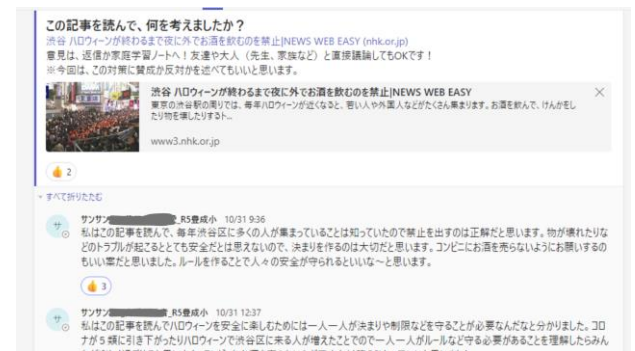 この記事を読んで、何を考えましたか？
渋谷 ハロウィーンが終わるまで夜に外でお酒を飲むのを禁止|NEWS WEB EASY (nhk.or.jp)
意見は、返信か家庭学習ノートへ！友達や大人（先生、家族など）と直接議論してもOKです！
※今回は、この対策に賛成か反対かを述べてもいいと思います。
渋谷 ハロウィーンが終わるまで夜に外でお酒を飲むのを禁止|NEWS WEB EASY
東京の渋谷駅の周りでは、毎年ハロウィーンが近くなると、若い人や外国人などがたくさん集まります。お酒を飲んで、けんかをし
たり物を壊したりするト...
www3.nhk.or.jp
2
すべて折りたたむ
サ
サンサン
_R5豊成小 10/31 9:36
私はこの記事を読んで、毎年渋谷区に多くの人が集まっていることは知っていたので禁止を出すのは正解だと思います。物が壊れたりな
どのトラブルが起こるととても安全だとは思えないので、決まりを作るのは大切だと思います。コンビニにお酒を売らないようにお願いするの
もいい案だと思いました。ルールを作ることで人々の安全が守られるといいな～と思います。
3
サ
サンサン
_R5豊成小 10/31 12:37
私はこの記事を読んでハロウィーンを安全に楽しむためには一人一人が決まりや制限などを守ることが必要なんだなと分かりました。コロ
ナが５類に引き下がったりハロウィーンで渋谷区に来る人が増えたことでので一人一人がルールなど守る必要があることを理解したらみん